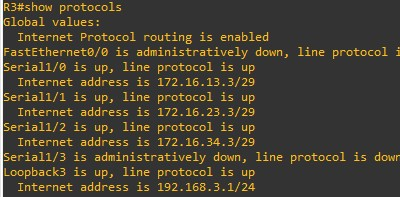 R3#show protocols
Global values:
  Internet Protocol routing is enabled
FastEthernet0/0 is administratively down, line protocol i
Serial1/0 is up, line protocol is up
  Internet address is 172.16.13.3/29
Serial1/1 is up, line protocol is up
  Internet address is 172.16.23.3/29
Serial1/2 is up, line protocol is up
  Internet address is 172.16.34.3/29
Serial1/3 is administratively down, line protocol is down
Loopback3 is up, line protocol is up
  Internet address is 192.168.3.1/24